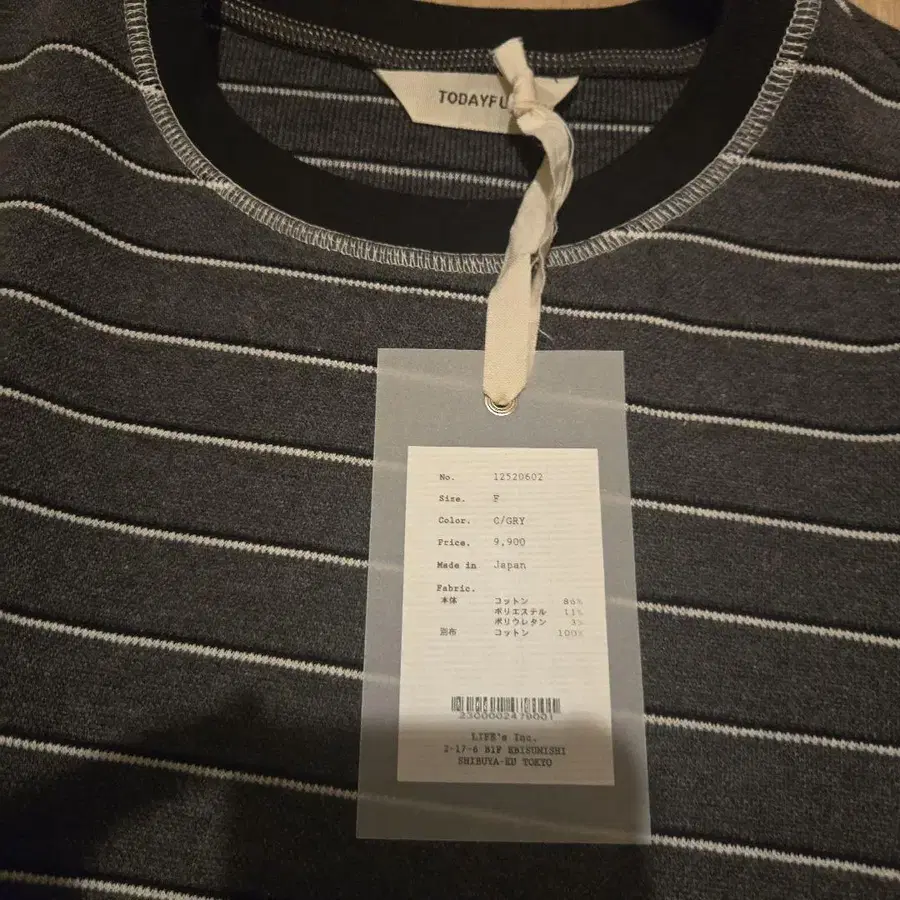 TODAYFU
No. 12520602
Size. F
Color. C/GRY
Price. 9,900
Made in Japan
Fabric.
本体 コットン 86%
ポリエステル 11%
ポリウレタン 3%
別布 コットン 100%
2300002479001
LIFE's Inc.
2-17-6 B1F EBISUNISHI
SHIBUYA-KU TOKYO